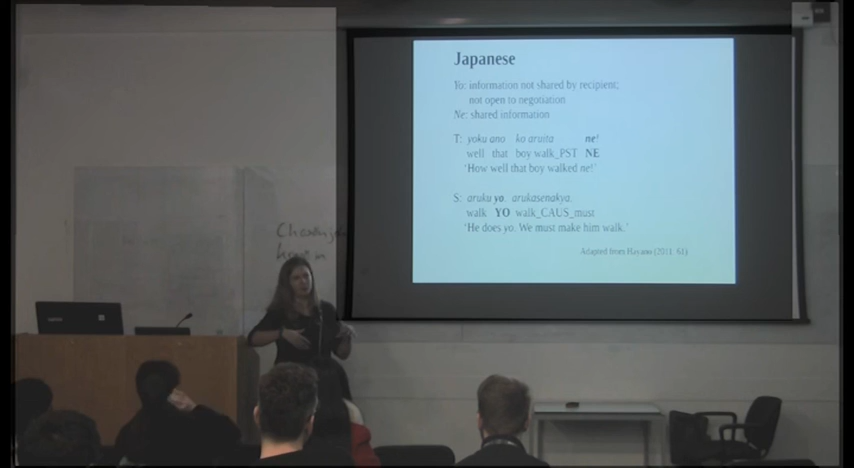 Japanese
Yo: information not shared by recipient;
not open to negotiation
Ne: shared information
T: yoku ano ko aruita ne!
well that boy walk_PST NE
'How well that boy walked ne!'
S: aruku yo. arukasenakya.
walk YO walk_CAUS_must
'He does yo. We must make him walk.'
Adapted from Hayano (2011: 61)